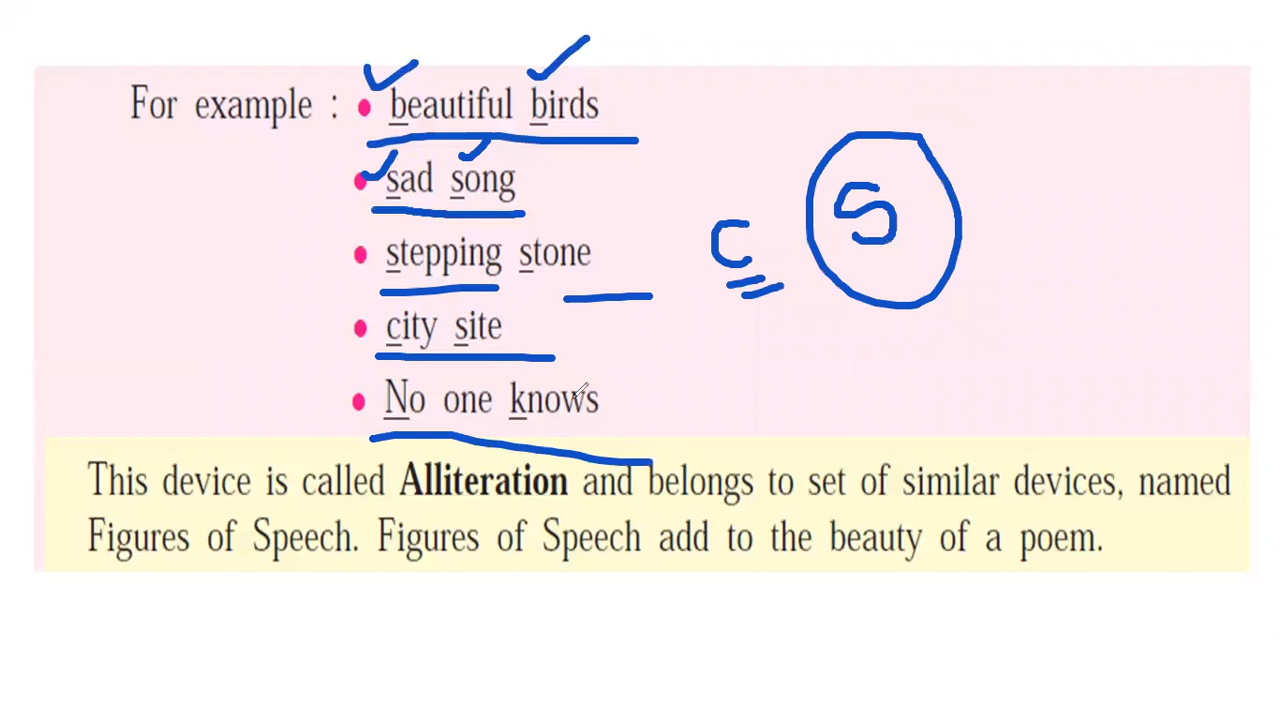 For example : • beautiful birds
• sad song
• stepping stone
• city site
• No one knows
C S
This device is called Alliteration and belongs to set of similar devices, named
Figures of Speech. Figures of Speech add to the beauty of a poem.